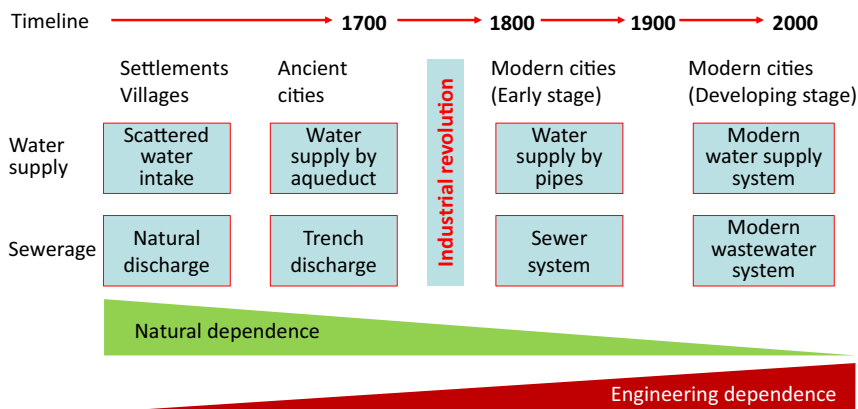 Timeline 1700 1800 1900 2000
Settlements
Villages
Ancient
cities
Industrial revolution
Modern cities
(Early stage)
Modern cities
(Developing stage)
Water
supply
Scattered
water
intake
Water
supply by
aqueduct
Water
supply by
pipes
Modern
water supply
system
Sewerage
Natural
discharge
Trench
discharge
Sewer
system
Modern
wastewater
system
Natural dependence
Engineering dependence